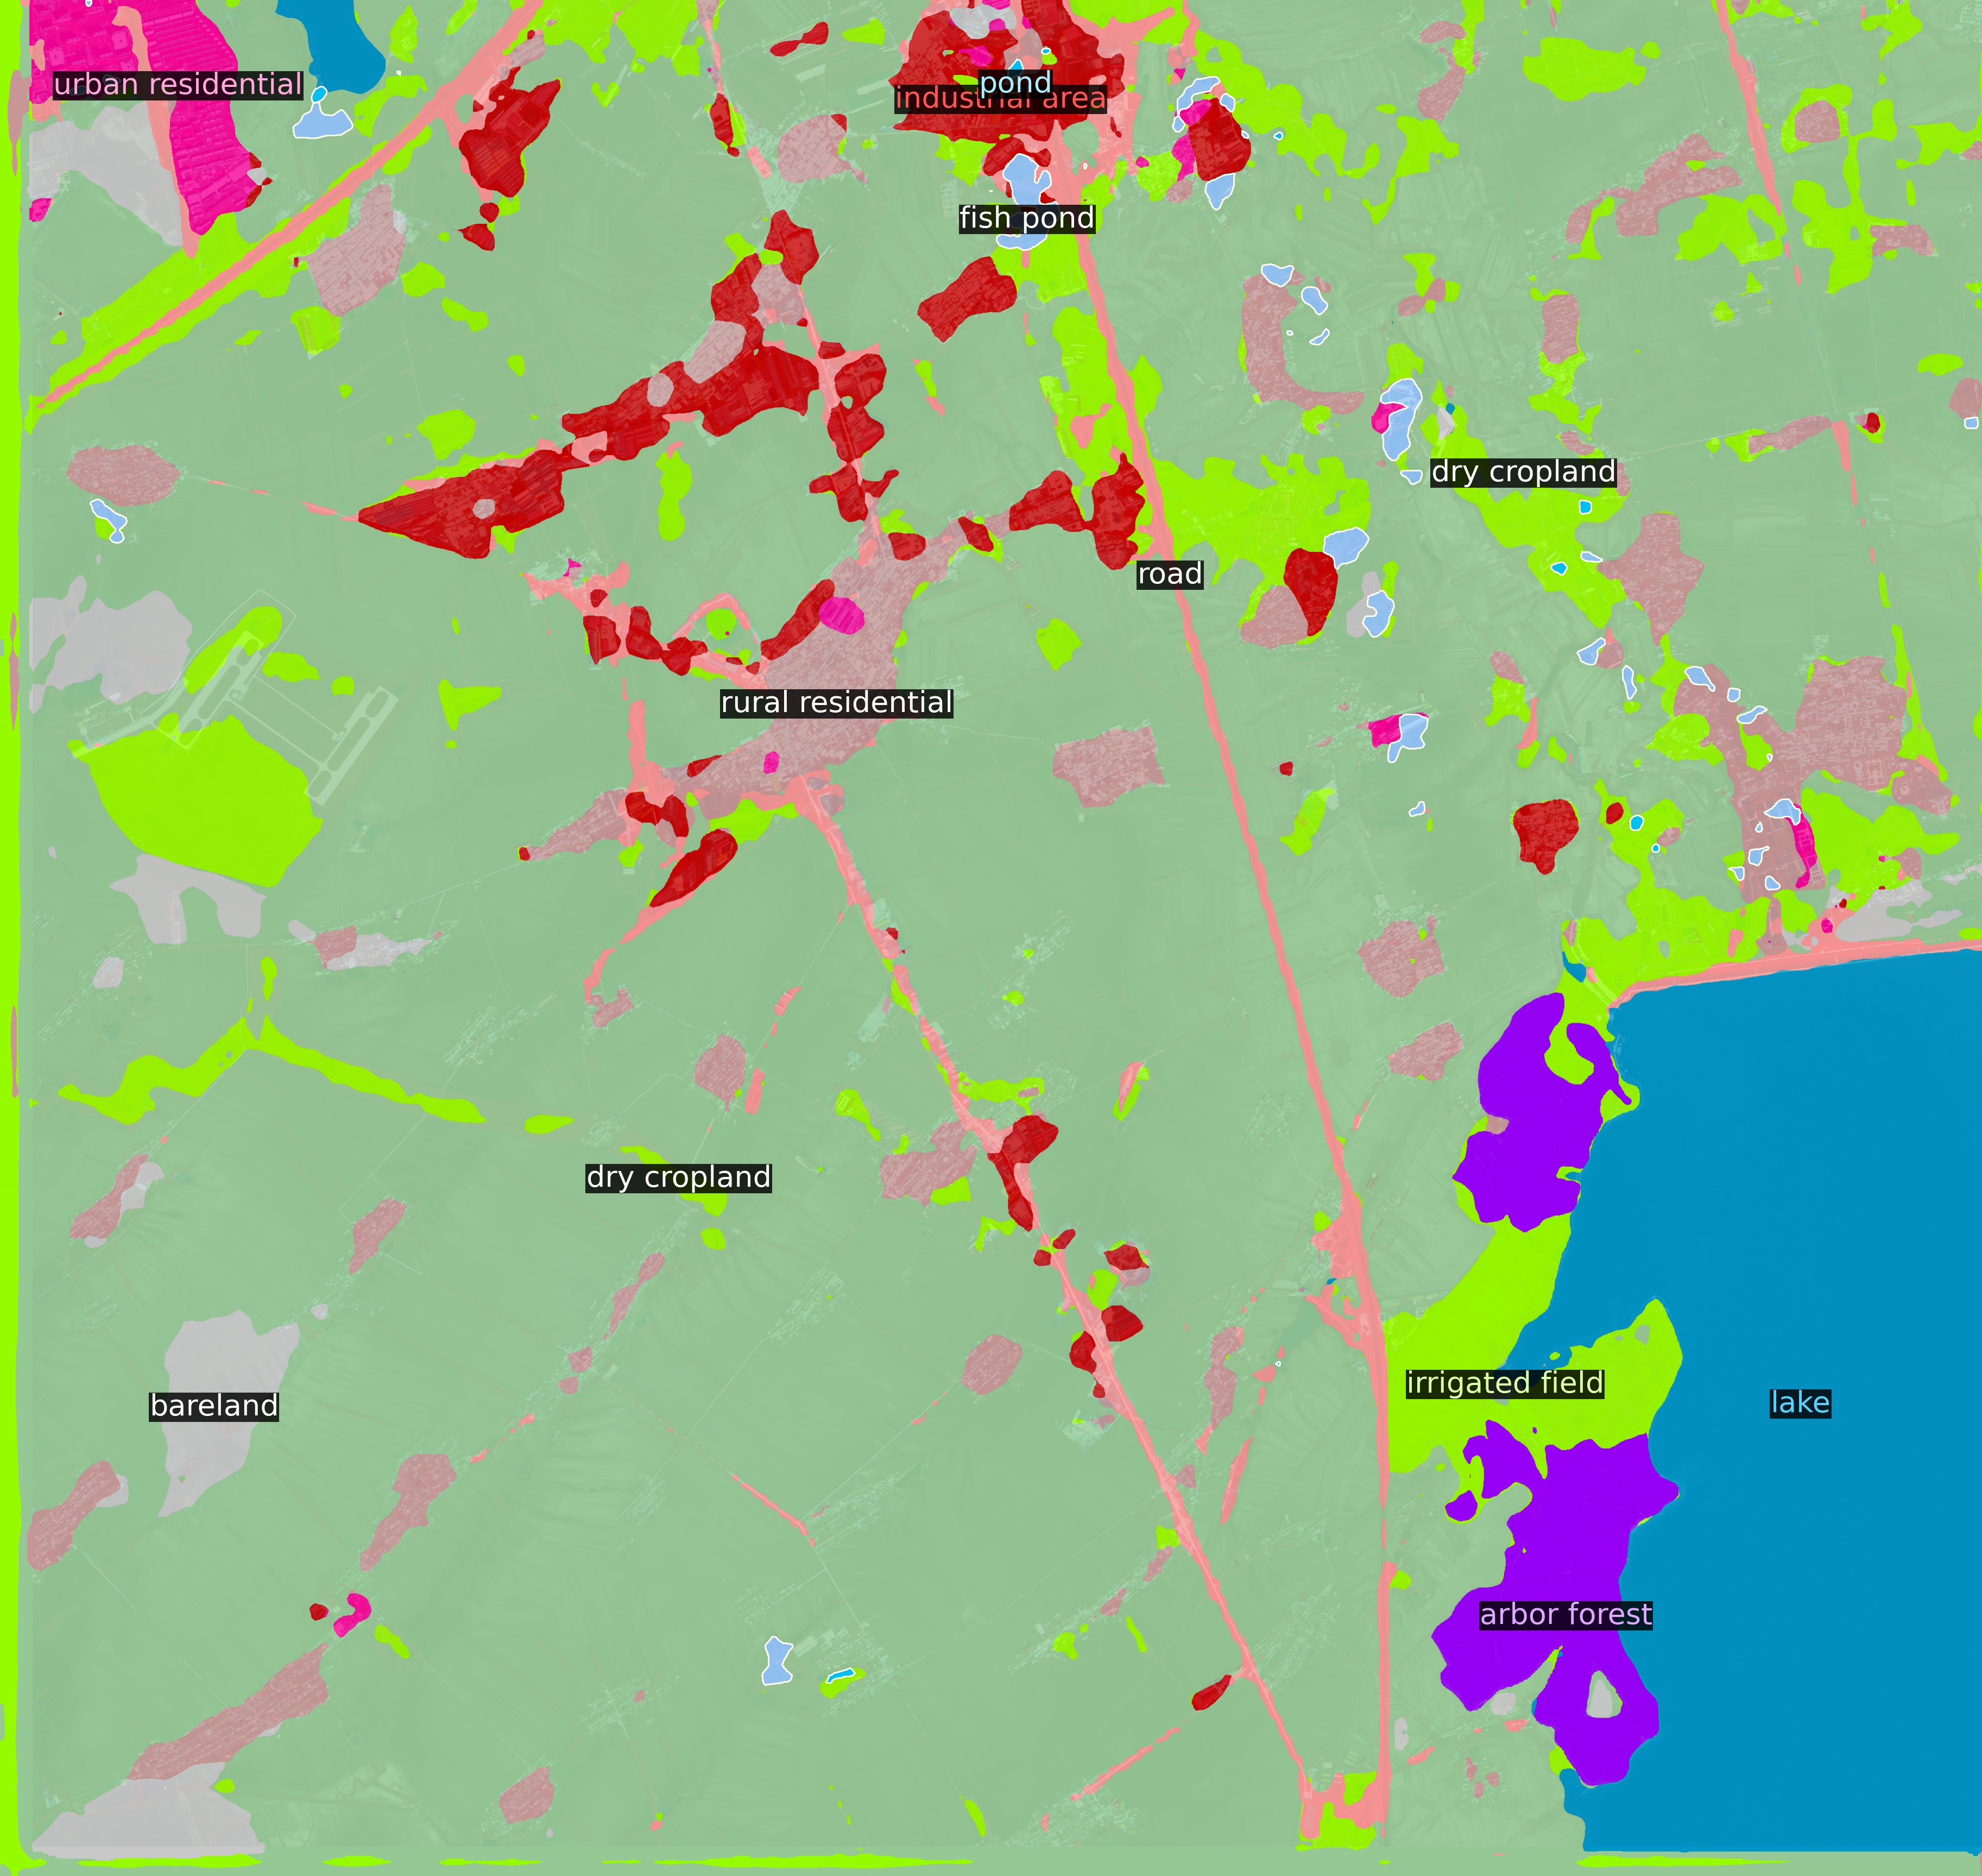 urban residential
pond
industrial area
fish pond
dry cropland
road
rural residential
dry cropland
irrigated field
lake
bareland
arbor forest